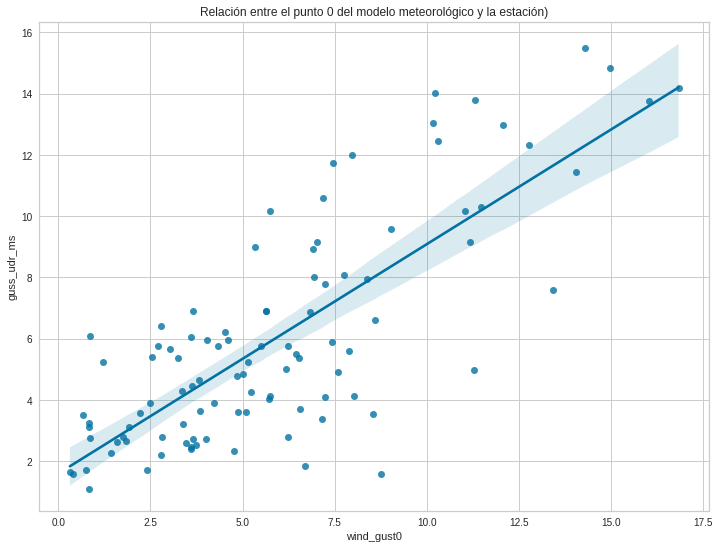 Relación entre el punto 0 del modelo meteorológico y la estación)
16
14
12
10
8
6
4
2
guss_udr_ms
0.0 2.5 5.0 7.5 10.0 12.5 15.0 17.5
wind_gust0